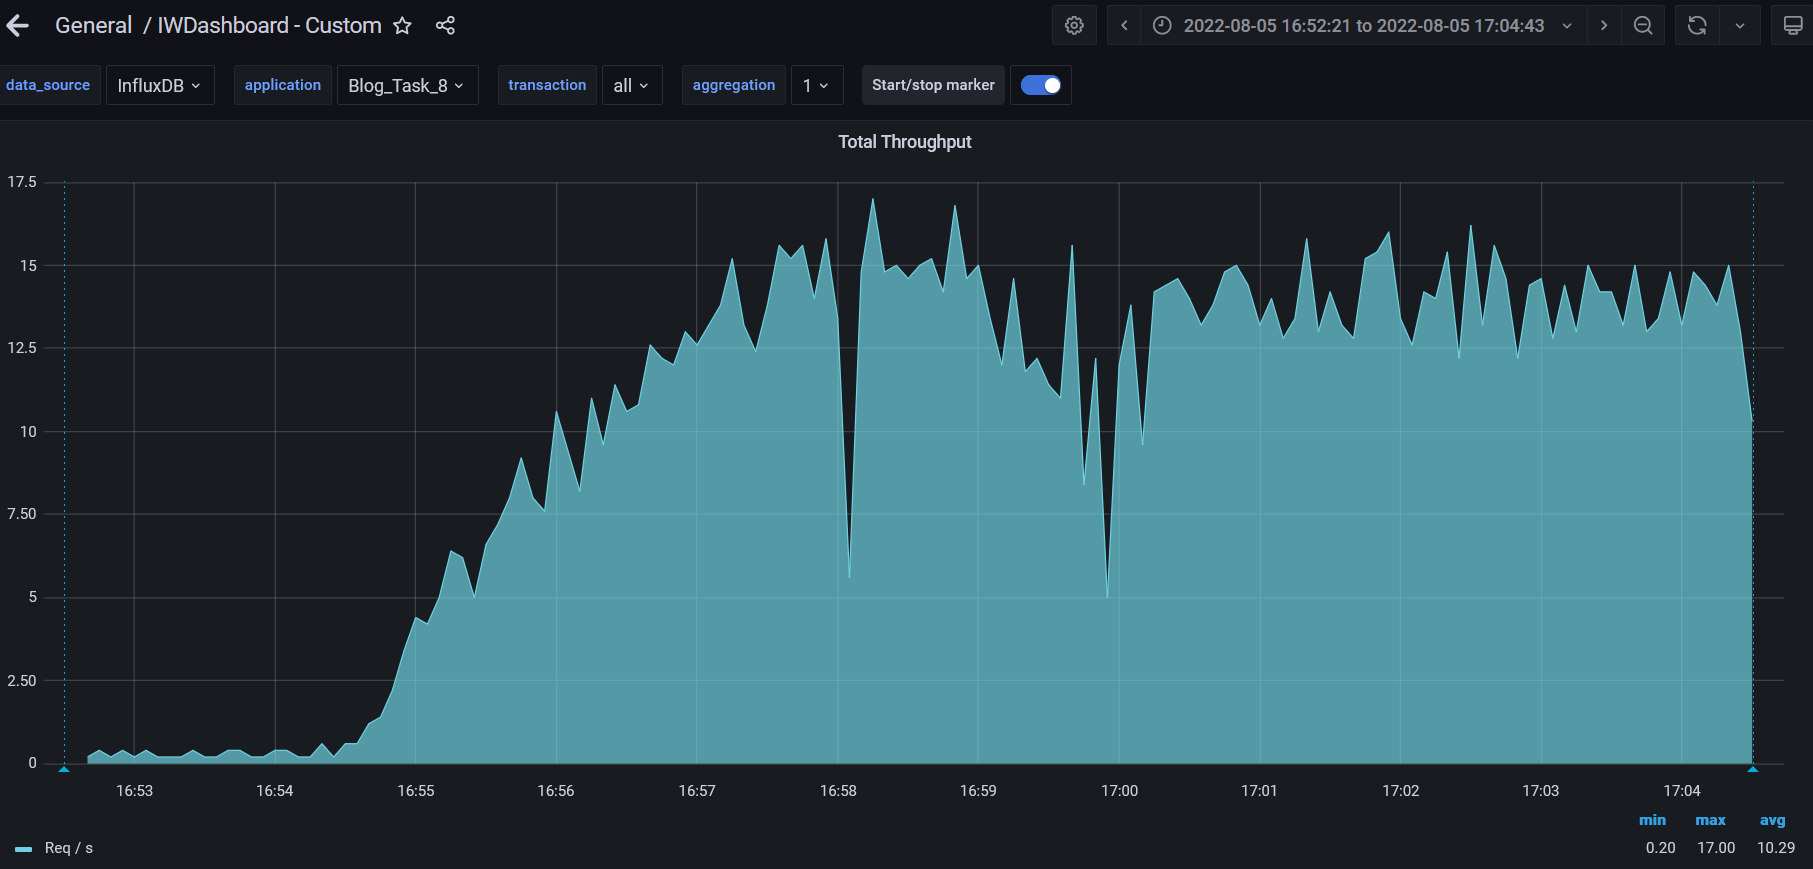 General / IWDashboard - Custom 2022-08-05 16:52:21 to 2022-08-05 17:04:43
data_source InfluxDB application Blog_Task_8 transaction all aggregation 1 Start/stop marker
Total Throughput
17.5
15
12.5
10
7.50
5
2.50
0
16:53 16:54 16:55 16:56 16:57 16:58 16:59 17:00 17:01 17:02 17:03 17:04
min max avg
Req / s 0.20 17.00 10.29